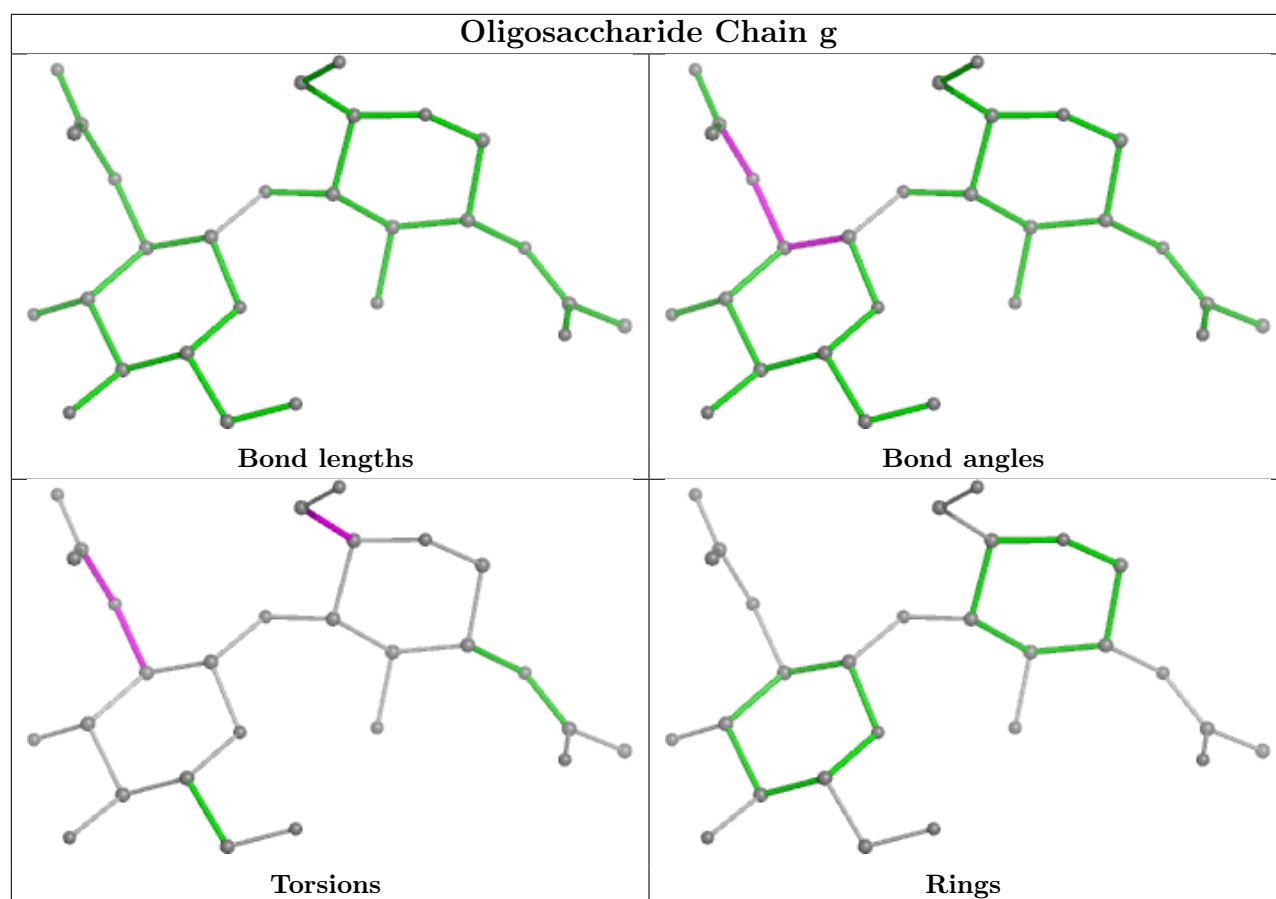 Oligosaccharide Chain g
Bond lengths
Bond angles
Torsions
Rings